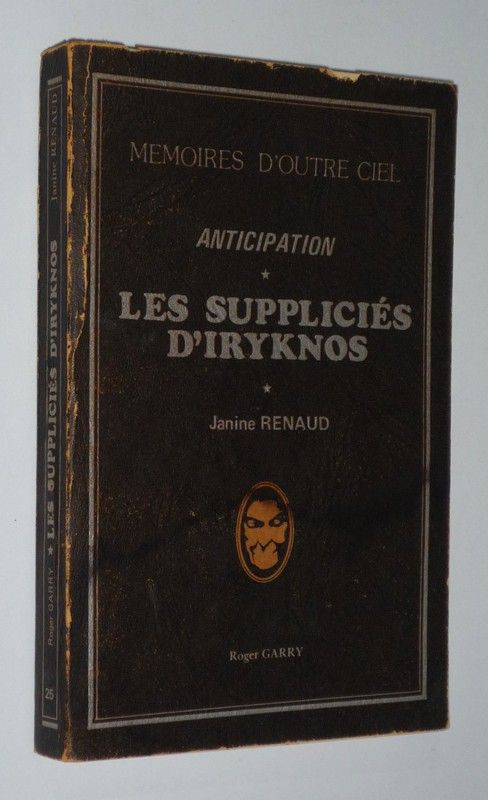 MEMOIRES D'OUTRE CIEL
ANTICIPATION
★
LES SUPPLICIÉS
D'IRYKNOS
★
Janine RENAUD
Roger GARRY
Janine RENAUD
LES SUPPLICIÉS D'IRYKNOS
★
Roger GARRY
25